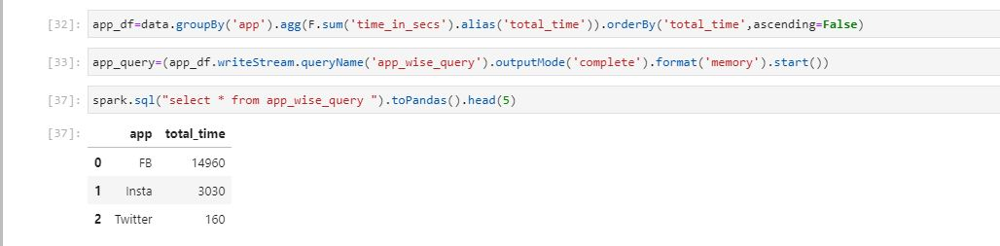 [32]: app_df=data.groupBy('app').agg(F.sum('time_in_secs').alias('total_time')).orderBy('total_time',ascending=False)
[33]: app_query=(app_df.writeStream.queryName('app_wise_query').outputMode('complete').format('memory').start())
[37]: spark.sql("select * from app_wise_query ").toPandas().head(5)
[37]:
app total_time
0 FB 14960
1 Insta 3030
2 Twitter 160